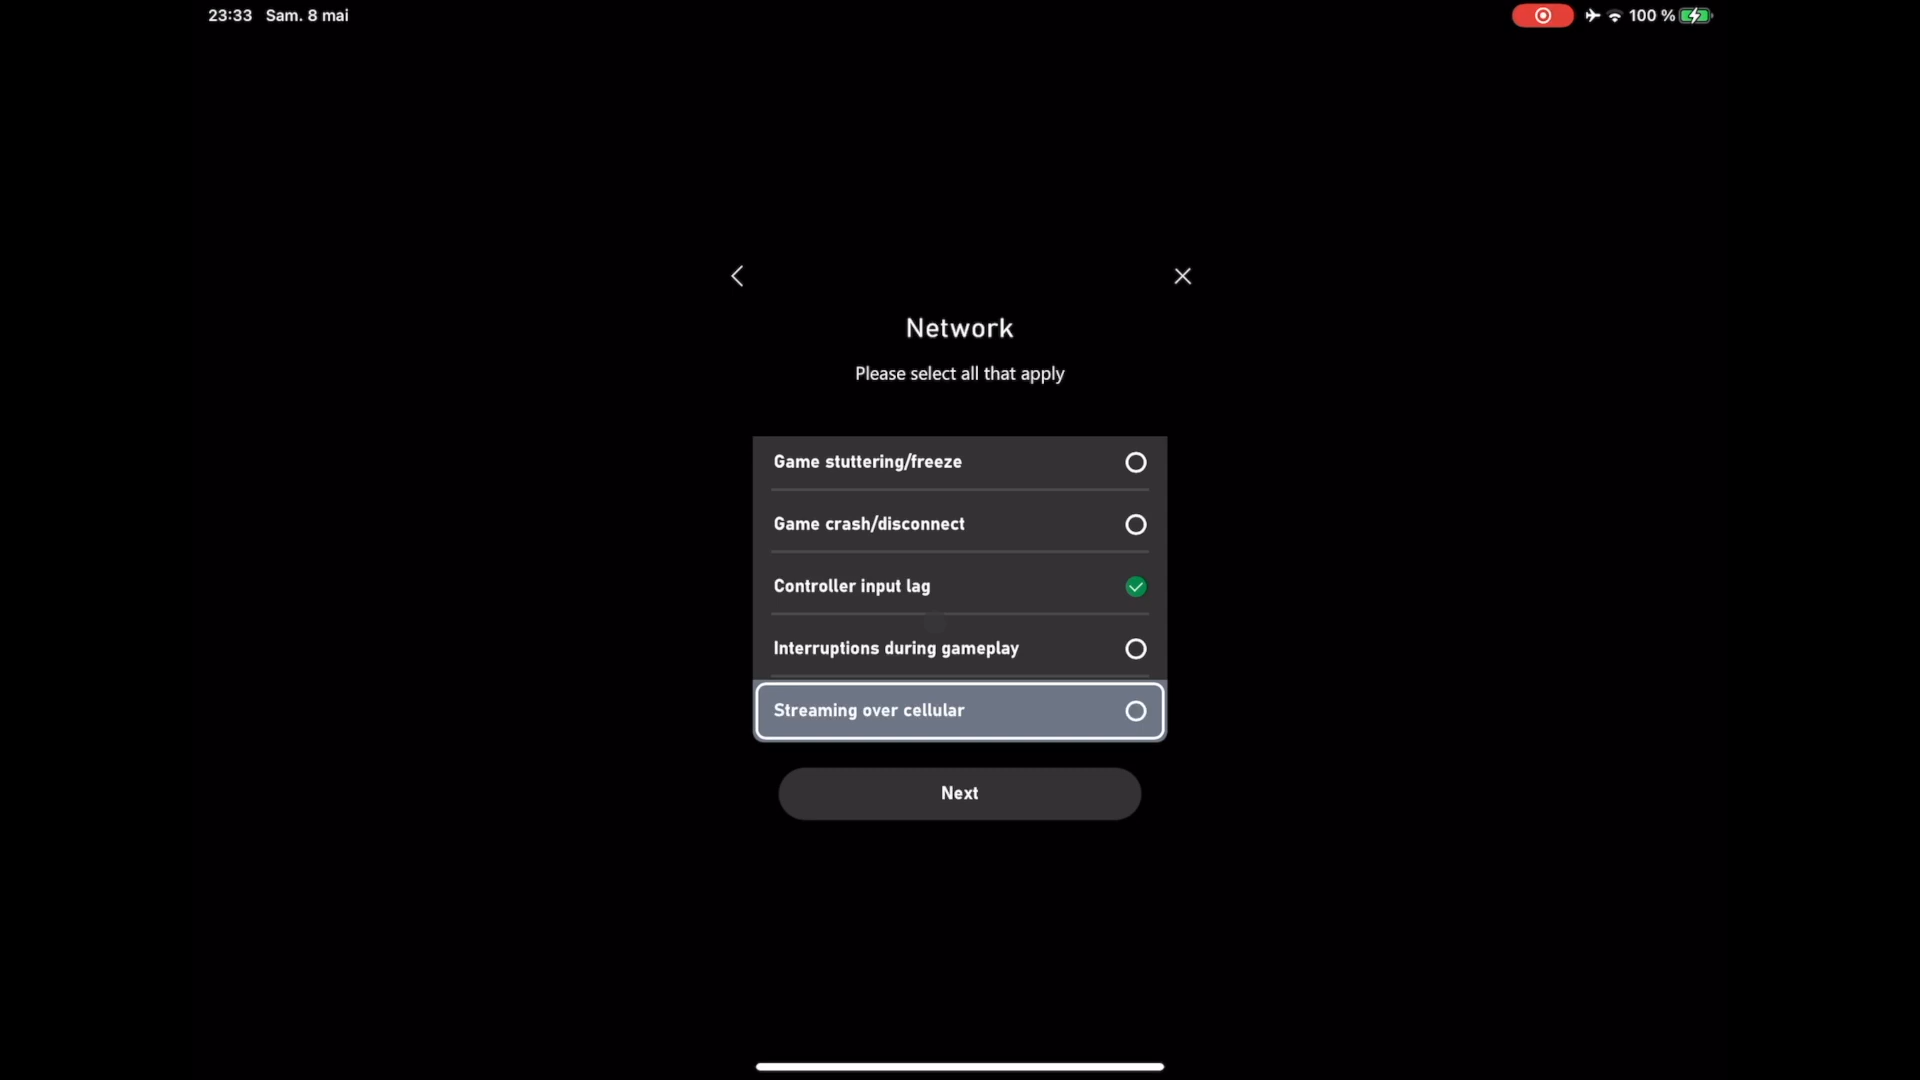 23:33 Sam. 8 mai
100 %
Network
Please select all that apply
Game stuttering/freeze
Game crash/disconnect
Controller input lag
Interruptions during gameplay
Streaming over cellular
Next